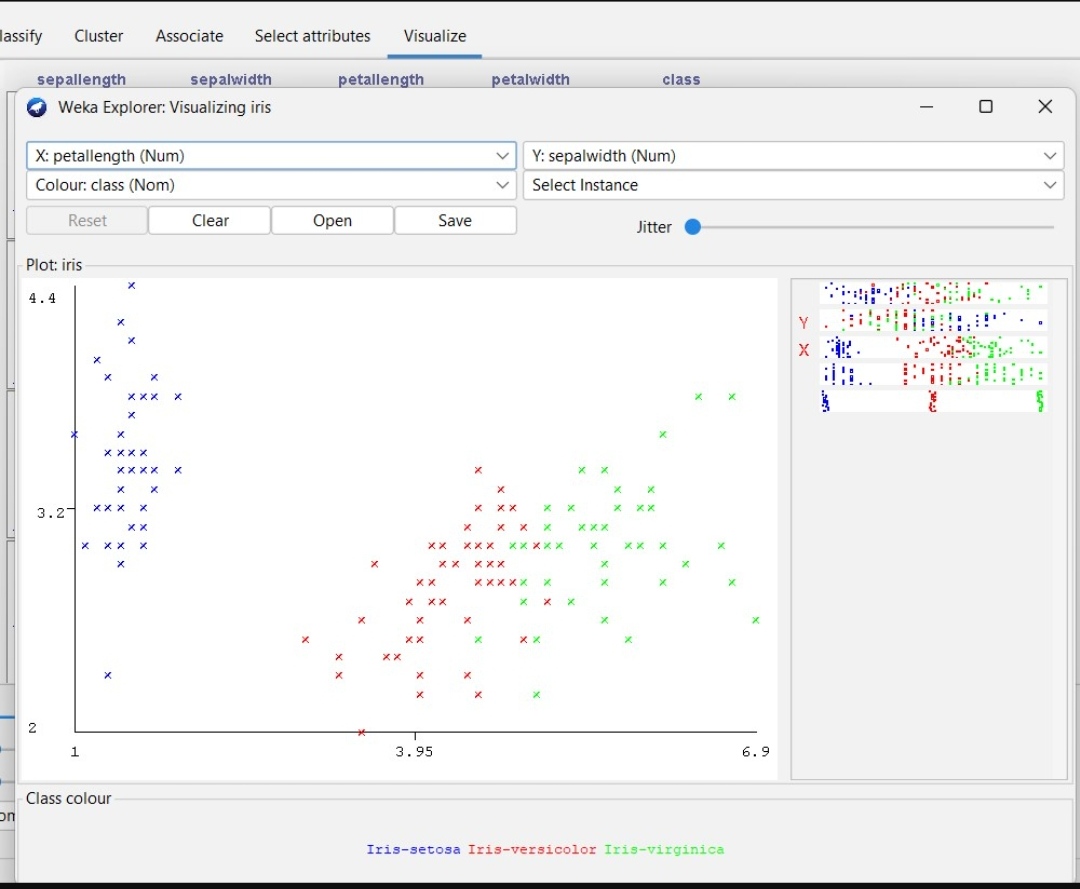 lassify Cluster Associate Select attributes Visualize
sepallength sepalwidth petallength petalwidth class
Weka Explorer: Visualizing iris
X: petallength (Num) Y: sepalwidth (Num)
Colour: class (Nom) Select Instance
Reset Clear Open Save Jitter
Plot: iris
4.4
Y
X
3.2
2
1 3.95 6.9
Class colour
om
Iris-setosa Iris-versicolor Iris-virginica